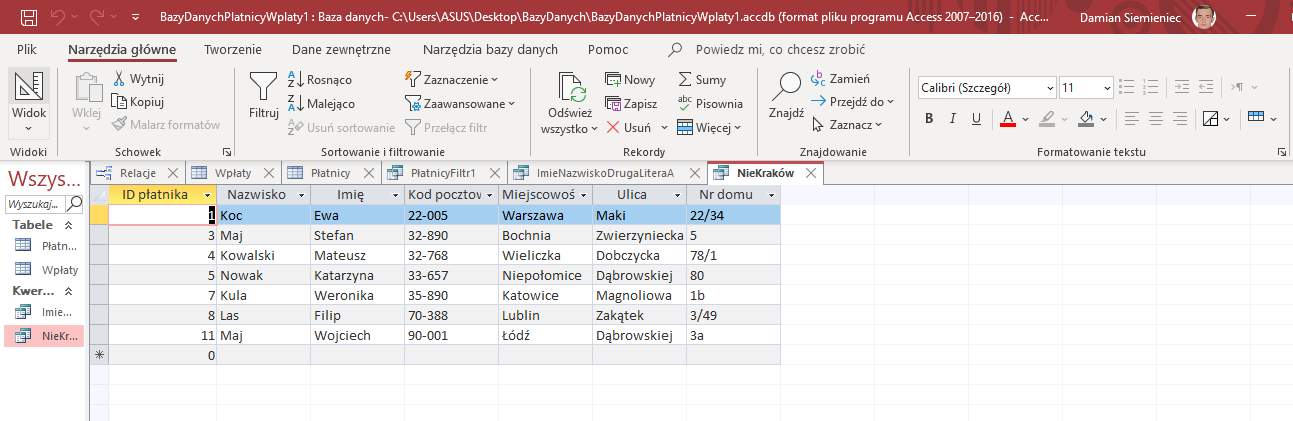 BazyDanychPlatnicyWplaty1 : Baza danych- C:\Users\ASUS\Desktop\BazyDanych\BazyDanychPlatnicyWplaty1.accdb (format pliku programu Access 2007–2016) - Acc... Damian Siemieniec
Plik Narzędzia główne Tworzenie Dane zewnętrzne Narzędzia bazy danych Pomoc Powiedz mi, co chcesz zrobić
Widok
Widoki
Wklej
Wytnij
Kopiuj
Malarz formatów
Schowek
Filtruj
Rosnąco
Malejąco
Usuń sortowanie
Zaznaczenie
Zaawansowane
Przełącz filtr
Sortowanie i filtrowanie
Odśwież
wszystko
Nowy
Zapisz
Usuń
Sumy
Pisownia
Więcej
Rekordy
Znajdź
Zamień
Przejdź do
Zaznacz
Znajdowanie
Calibri (Szczegół) 11
B I U A
Formatowanie tekstu
Wszys...
Wyszukaj...
Tabele
Płatn...
Wpłaty
Kwer...
Imie...
NieKr...
Relacje Wpłaty Płatnicy PłatnicyFiltr1 ImieNazwiskoDrugaLiteraA NieKraków
ID płatnika Nazwisko Imię Kod pocztow Miejscowoś Ulica Nr domu
1 Koc Ewa 22-005 Warszawa Maki 22/34
3 Maj Stefan 32-890 Bochnia Zwierzyniecka 5
4 Kowalski Mateusz 32-768 Wieliczka Dobczycka 78/1
5 Nowak Katarzyna 33-657 Niepołomice Dąbrowskiej 80
7 Kula Weronika 35-890 Katowice Magnoliowa 1b
8 Las Filip 70-388 Lublin Zakątek 3/49
11 Maj Wojciech 90-001 Łódź Dąbrowskiej 3a
* 0